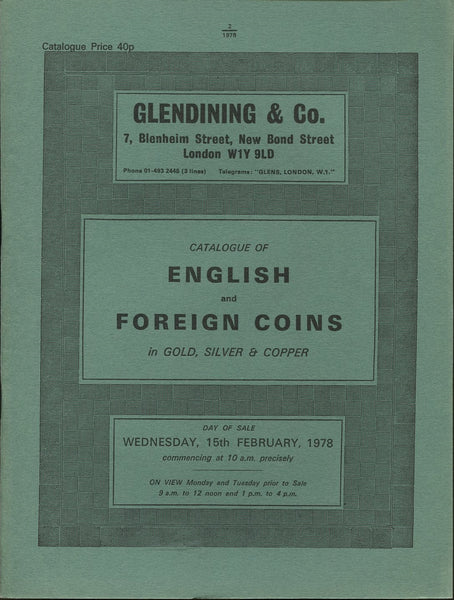 2
1978
Catalogue Price 40p
GLENDINING & Co.
7, Blenheim Street, New Bond Street
London W1Y 9LD
Phone 01-493 2445 (3 lines) Telegrams: "GLENS, LONDON, W.1."
CATALOGUE OF
ENGLISH
and
FOREIGN COINS
in GOLD, SILVER & COPPER
DAY OF SALE
WEDNESDAY, 15th FEBRUARY, 1978
commencing at 10 a.m. precisely
ON VIEW Monday and Tuesday prior to Sale
9 a.m. to 12 noon and 1 p.m. to 4 p.m.